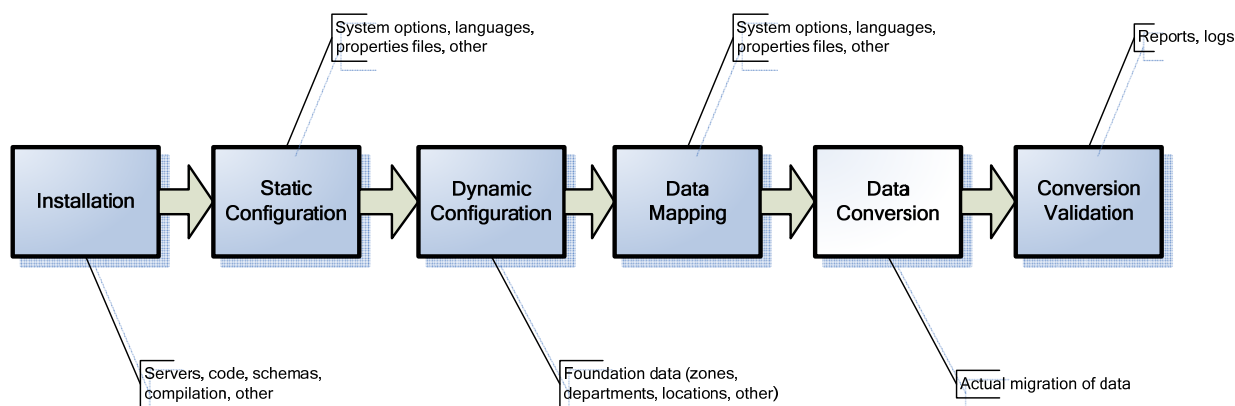 System options, languages,
properties files, other
System options, languages,
properties files, other
Reports, logs
Installation
Static
Configuration
Dynamic
Configuration
Data
Mapping
Data
Conversion
Conversion
Validation
Servers, code, schemas,
compilation, other
Foundation data (zones,
departments, locations, other)
Actual migration of data